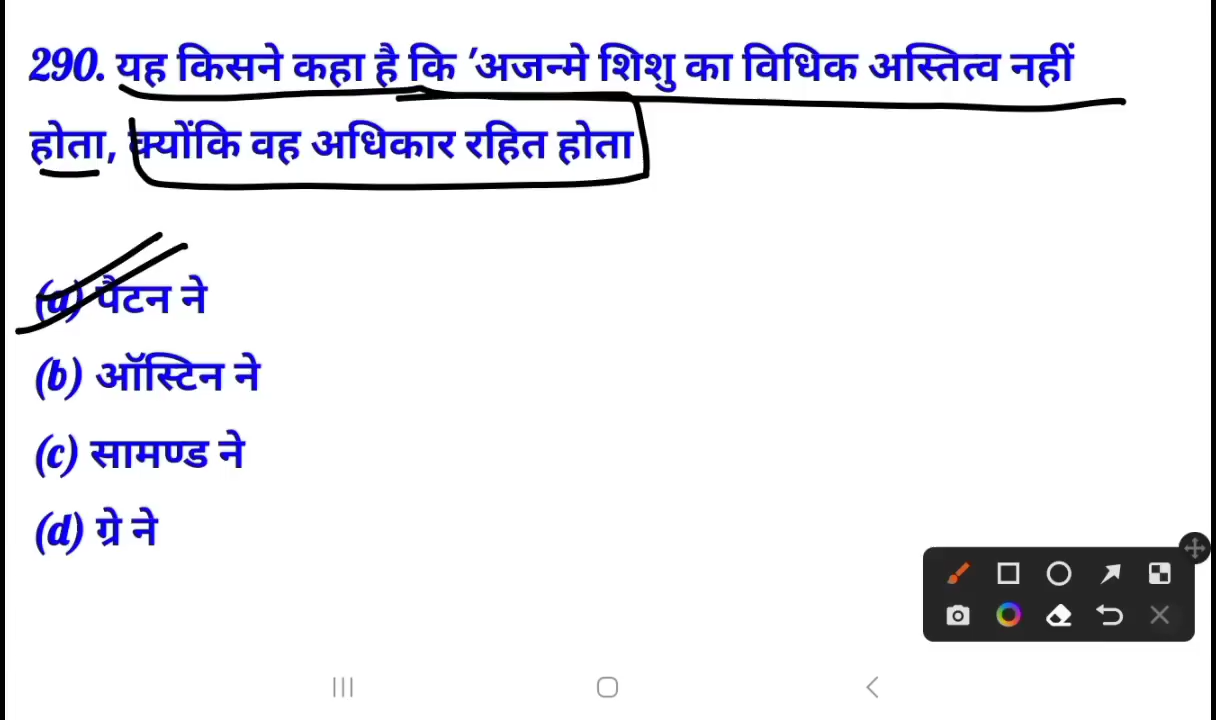 290. यह किसने कहा है कि 'अजन्मे शिशु का विधिक अस्तित्व नहीं
होता, क्योंकि वह अधिकार रहित होता
(a) पैटन ने
(b) ऑस्टिन ने
(c) सामण्ड ने
(d) ग्रे ने